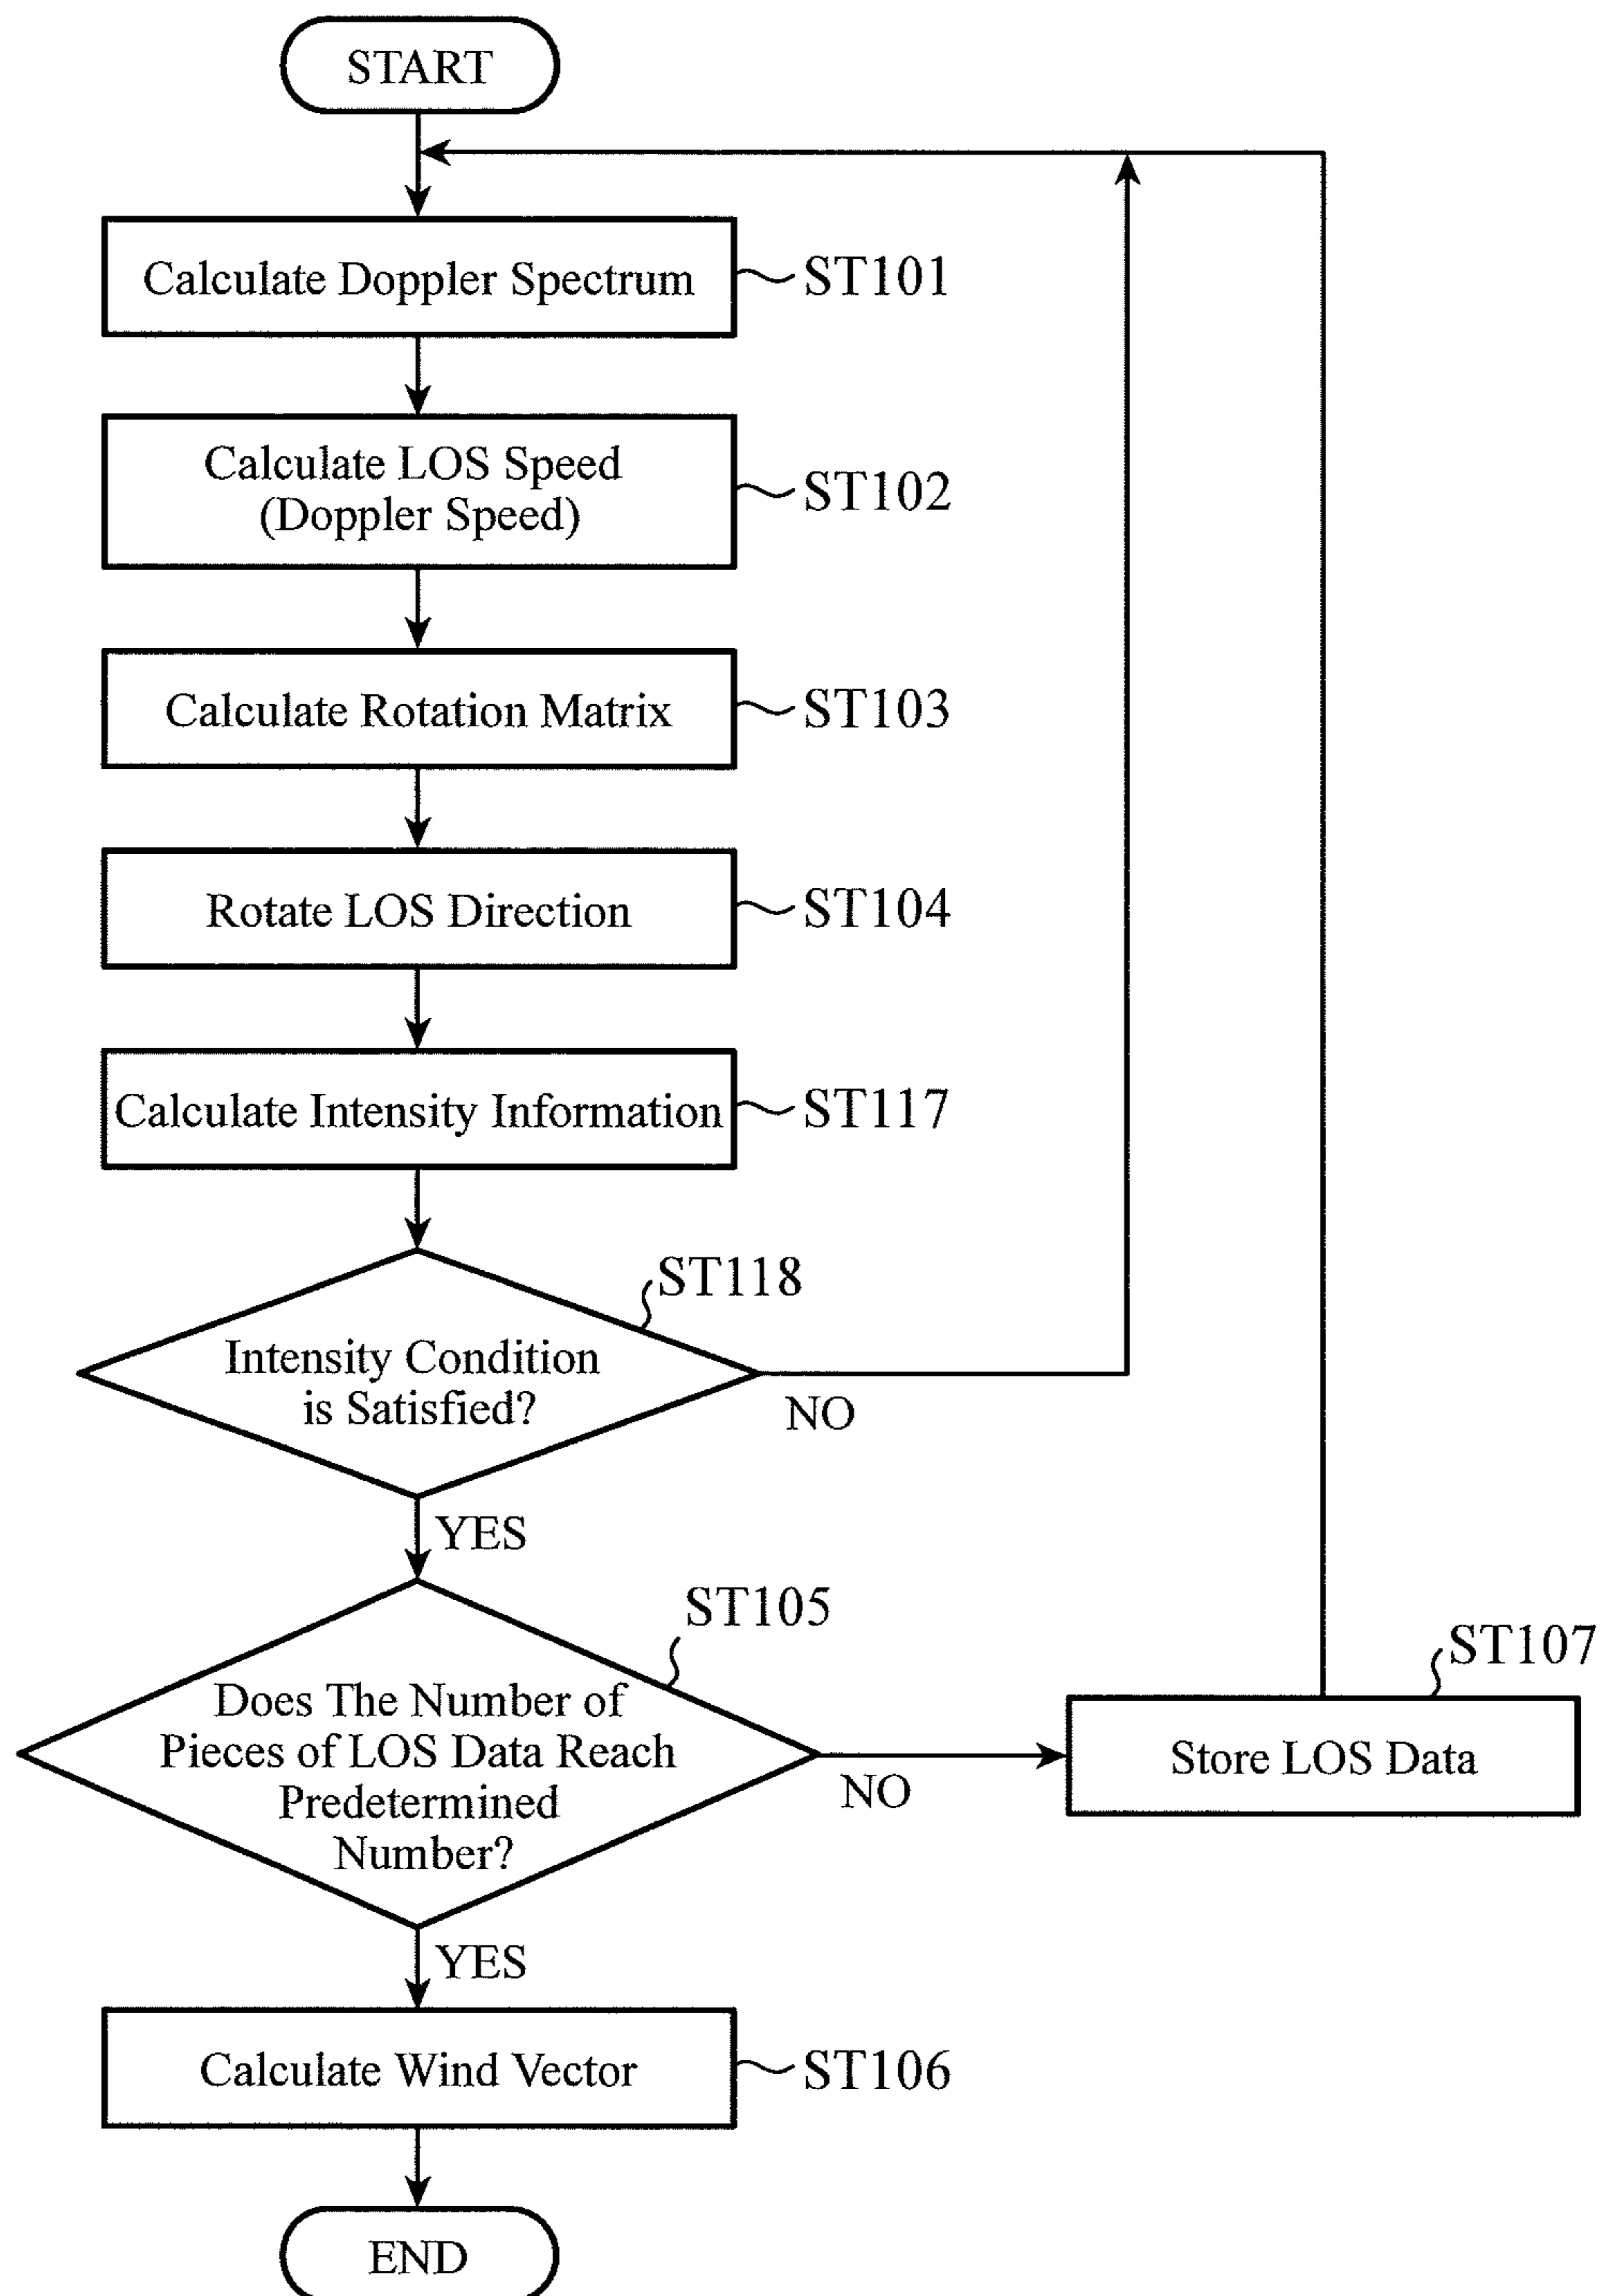 START
Calculate Doppler Spectrum
ST101
Calculate LOS Speed
(Doppler Speed)
ST102
Calculate Rotation Matrix
ST103
Rotate LOS Direction
ST104
Calculate Intensity Information
ST117
ST118
Intensity Condition
is Satisfied?
NO
YES
ST105
Does The Number of
Pieces of LOS Data Reach
Predetermined
Number?
NO
ST107
Store LOS Data
YES
Calculate Wind Vector
ST106
END